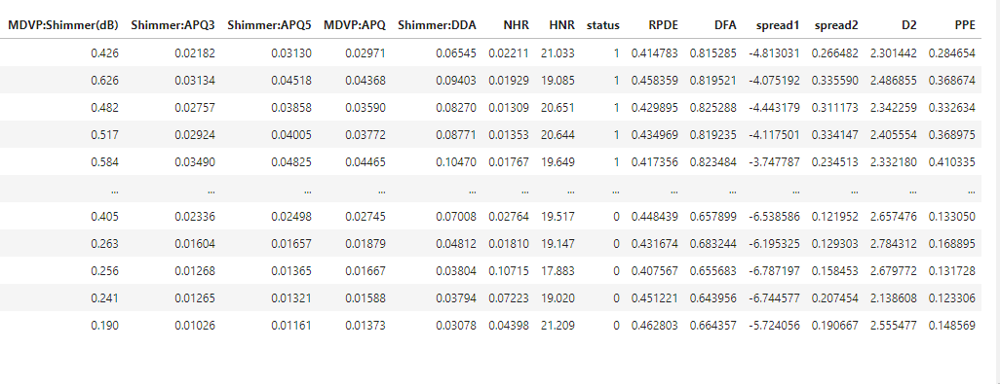 MDVP:Shimmer(dB) Shimmer:APQ3 Shimmer:APQ5 MDVP:APQ Shimmer:DDA NHR HNR status RPDE DFA spread1 spread2 D2 PPE
0.426 0.02182 0.03130 0.02971 0.06545 0.02211 21.033 1 0.414783 0.815285 -4.813031 0.266482 2.301442 0.284654
0.626 0.03134 0.04518 0.04368 0.09403 0.01929 19.085 1 0.458359 0.819521 -4.075192 0.335590 2.486855 0.368674
0.482 0.02757 0.03858 0.03590 0.08270 0.01309 20.651 1 0.429895 0.825288 -4.443179 0.311173 2.342259 0.332634
0.517 0.02924 0.04005 0.03772 0.08771 0.01353 20.644 1 0.434969 0.819235 -4.117501 0.334147 2.405554 0.368975
0.584 0.03490 0.04825 0.04465 0.10470 0.01767 19.649 1 0.417356 0.823484 -3.747787 0.234513 2.332180 0.410335
... ... ... ... ... ... ... ... ... ... ... ... ... ...
0.405 0.02336 0.02498 0.02745 0.07008 0.02764 19.517 0 0.448439 0.657899 -6.538586 0.121952 2.657476 0.133050
0.263 0.01604 0.01657 0.01879 0.04812 0.01810 19.147 0 0.431674 0.683244 -6.195325 0.129303 2.784312 0.168895
0.256 0.01268 0.01365 0.01667 0.03804 0.10715 17.883 0 0.407567 0.655683 -6.787197 0.158453 2.679772 0.131728
0.241 0.01265 0.01321 0.01588 0.03794 0.07223 19.020 0 0.451221 0.643956 -6.744577 0.207454 2.138608 0.123306
0.190 0.01026 0.01161 0.01373 0.03078 0.04398 21.209 0 0.462803 0.664357 -5.724056 0.190667 2.555477 0.148569